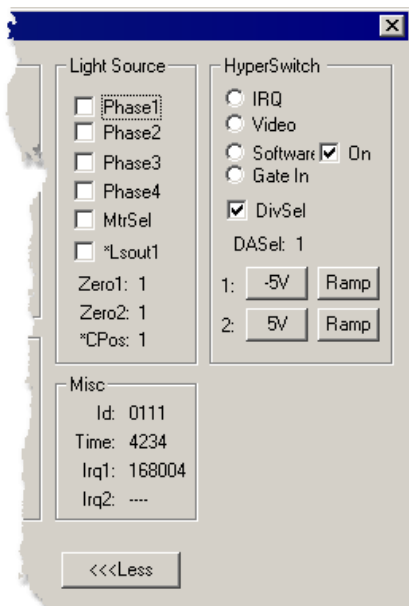 Light Source
Phase1
Phase2
Phase3
Phase4
MtrSel
*Lsout1
Zero1: 1
Zero2: 1
*CPos: 1
HyperSwitch
IRQ
Video
Software On
Gate In
DivSel
DASel: 1
1: -5V Ramp
2: 5V Ramp
Misc
Id: 0111
Time: 4234
Irq1: 168004
Irq2: ----
<<<Less